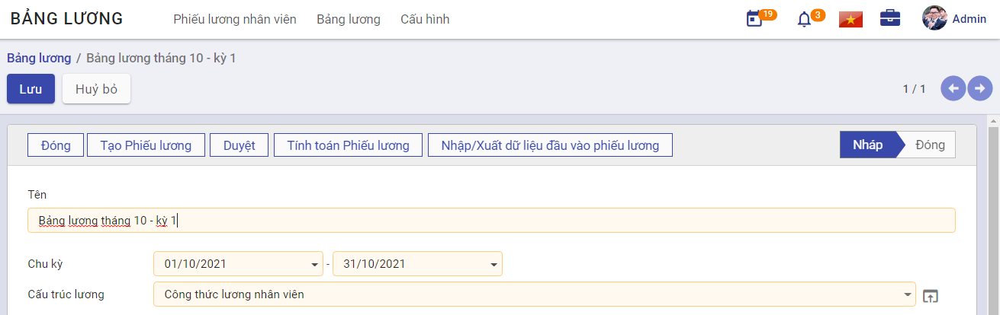 BẢNG LƯƠNG Phiếu lương nhân viên Bảng lương Cấu hình 19 3 Admin
Bảng lương / Bảng lương tháng 10 - kỳ 1
Lưu Huỷ bỏ 1 / 1
Đóng Tạo Phiếu lương Duyệt Tính toán Phiếu lương Nhập/Xuất dữ liệu đầu vào phiếu lương Nháp Đóng
Tên
Bảng lương tháng 10 - kỳ 1
Chu kỳ 01/10/2021 - 31/10/2021
Cấu trúc lương Công thức lương nhân viên